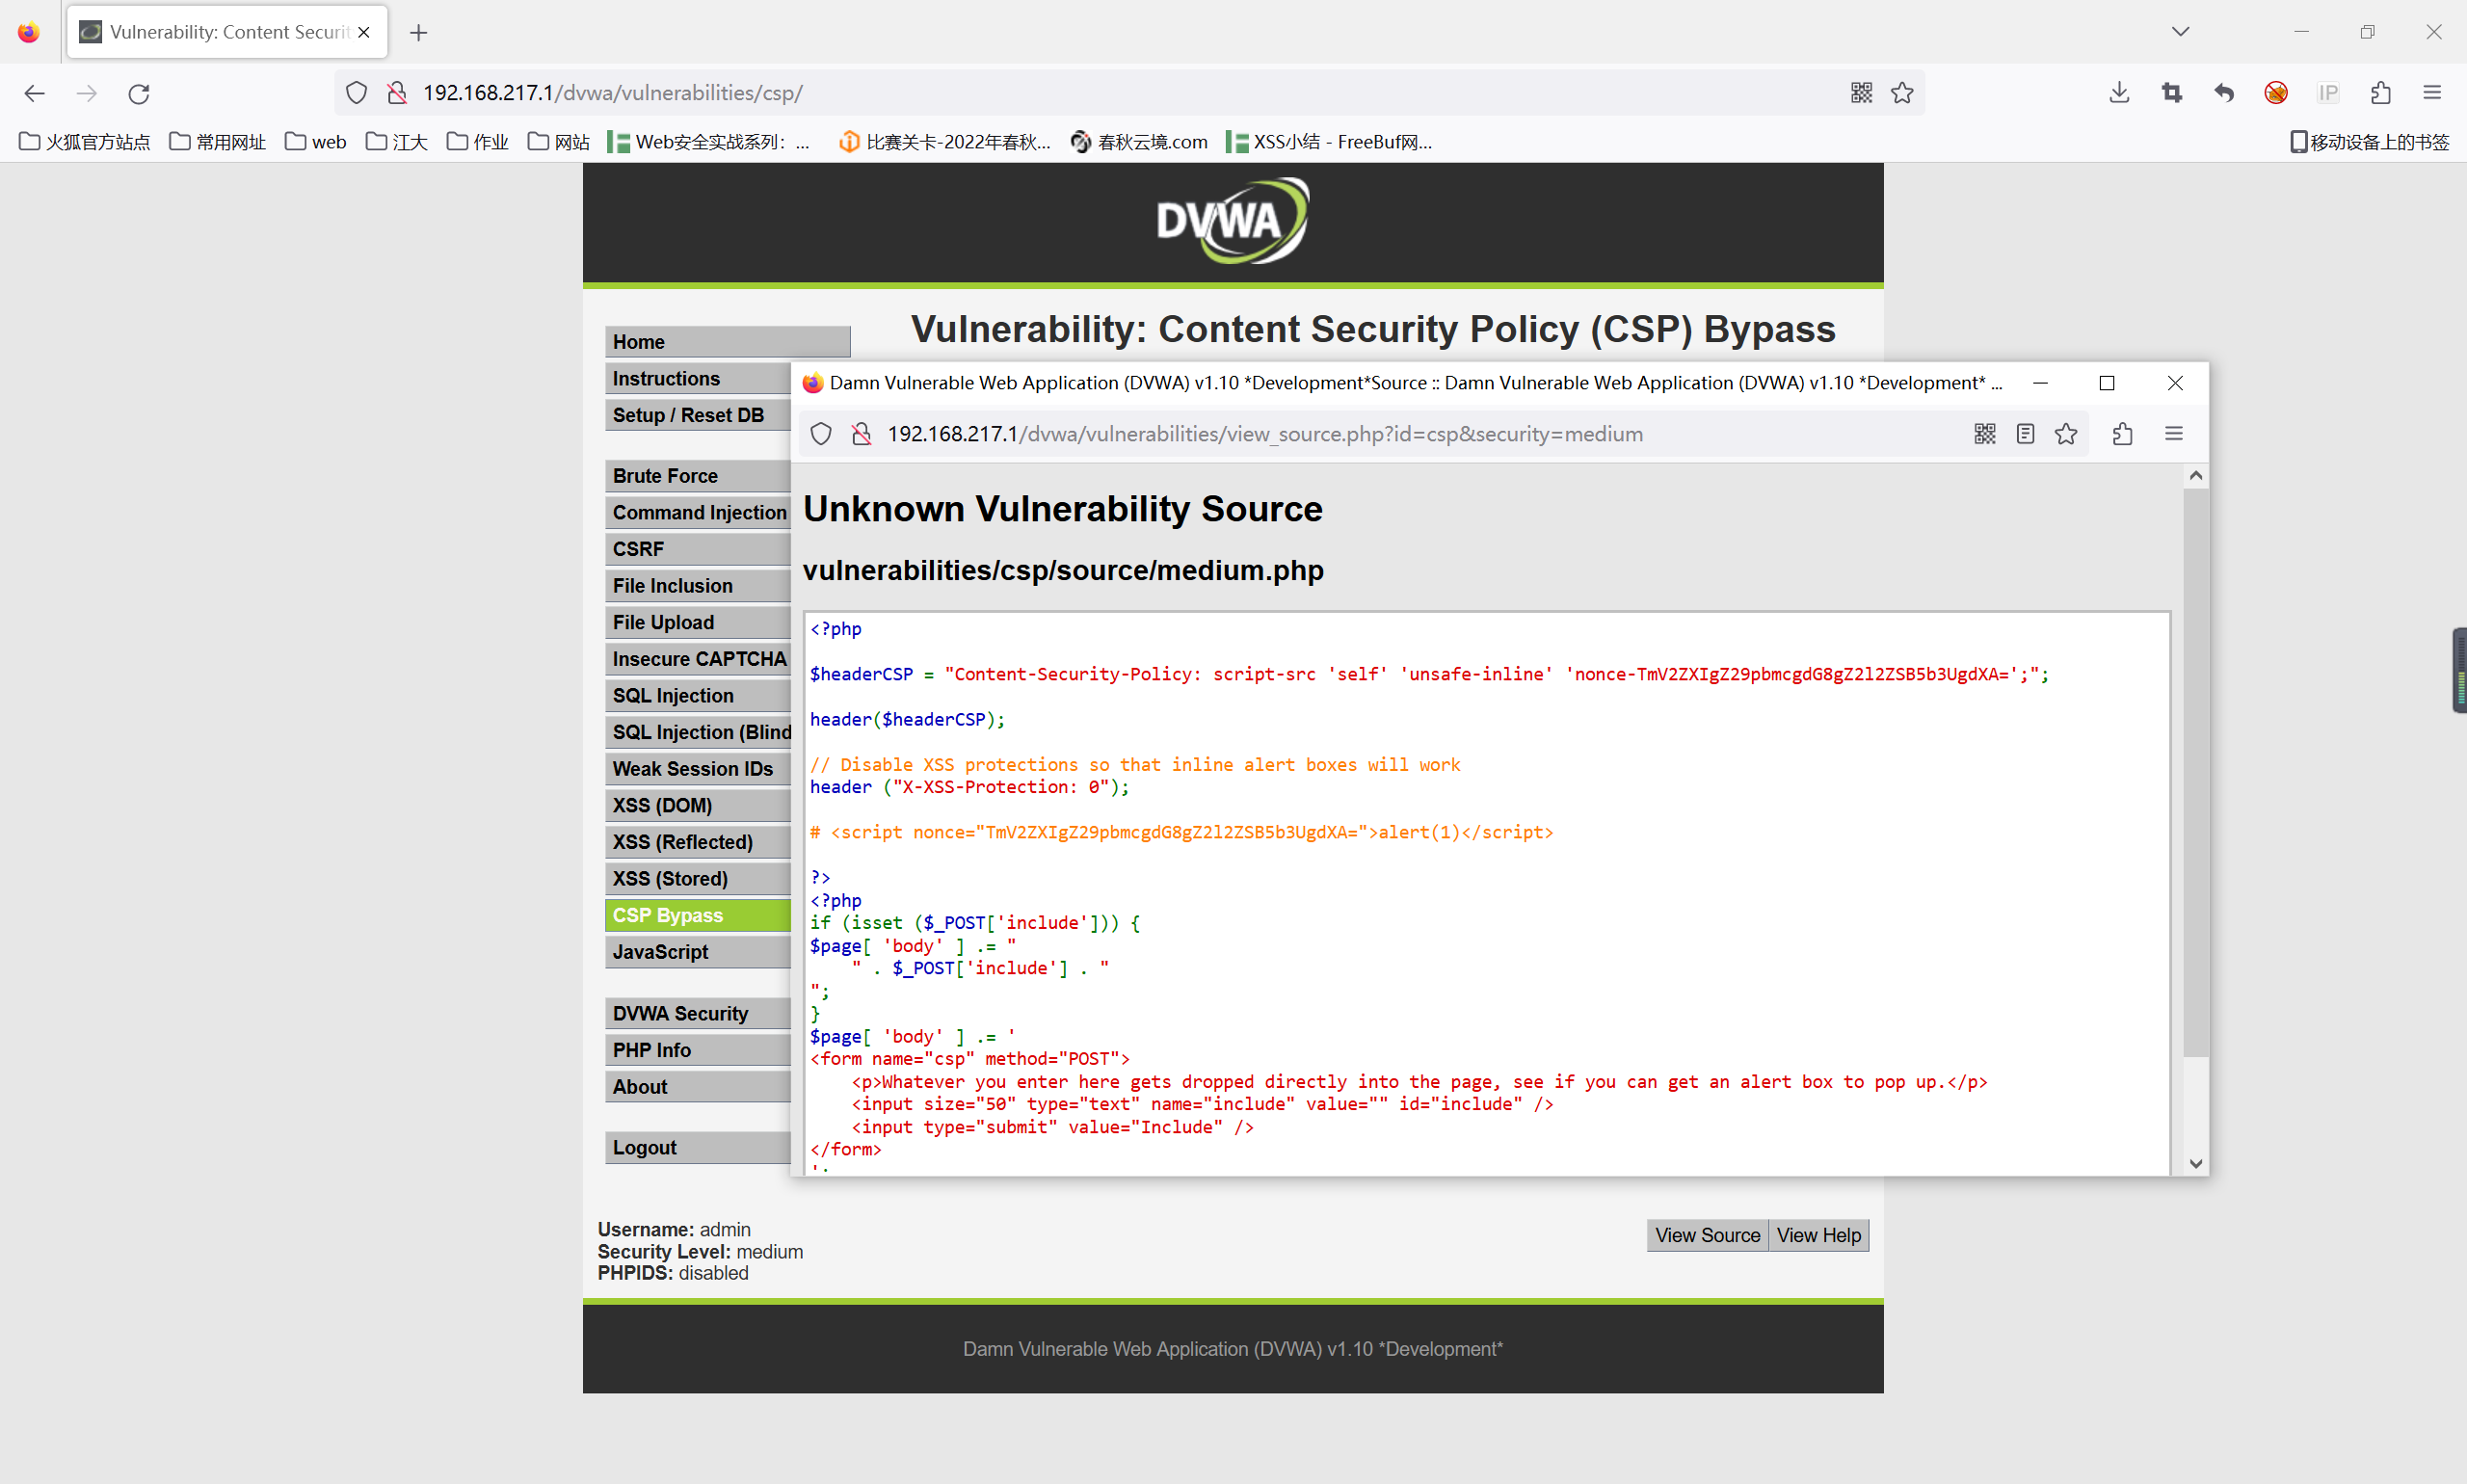 Vulnerability: Content Securit
192.168.217.1/dvwa/vulnerabilities/csp/
IP
火狐官方站点 常用网址 web 江大 作业 网站 Web安全实战系列: ... 比赛关卡-2022年春秋... 春秋云境.com XSS小结 - FreeBuf网... 移动设备上的书签
DVWA
Vulnerability: Content Security Policy (CSP) Bypass
Home
Instructions
Setup / Reset DB
Brute Force
Command Injection
CSRF
File Inclusion
File Upload
Insecure CAPTCHA
SQL Injection
SQL Injection (Blind
Weak Session IDs
XSS (DOM)
XSS (Reflected)
XSS (Stored)
CSP Bypass
JavaScript
DVWA Security
PHP Info
About
Logout
Damn Vulnerable Web Application (DVWA) v1.10 *Development*Source :: Damn Vulnerable Web Application (DVWA) v1.10 *Development* ...
192.168.217.1/dvwa/vulnerabilities/view_source.php?id=csp&security=medium
Unknown Vulnerability Source
vulnerabilities/csp/source/medium.php
<?php
$headerCSP = "Content-Security-Policy: script-src 'self' 'unsafe-inline' 'nonce-TmV2ZXIgZ29pbmcgdG8gZ2l2ZSB5b3UgdXA=';";
header($headerCSP);
// Disable XSS protections so that inline alert boxes will work
header ("X-XSS-Protection: 0");
# <script nonce="TmV2ZXIgZ29pbmcgdG8gZ2l2ZSB5b3UgdXA=">alert(1)</script>
?>
<?php
if (isset ($_POST['include'])) {
$page[ 'body' ] .= "
    " . $_POST['include'] . "
";
}
$page[ 'body' ] .= '
<form name="csp" method="POST">
    <p>Whatever you enter here gets dropped directly into the page, see if you can get an alert box to pop up.</p>
    <input size="50" type="text" name="include" value="" id="include" />
    <input type="submit" value="Include" />
</form>
';
Username: admin
Security Level: medium
PHPIDS: disabled
View Source View Help
Damn Vulnerable Web Application (DVWA) v1.10 *Development*